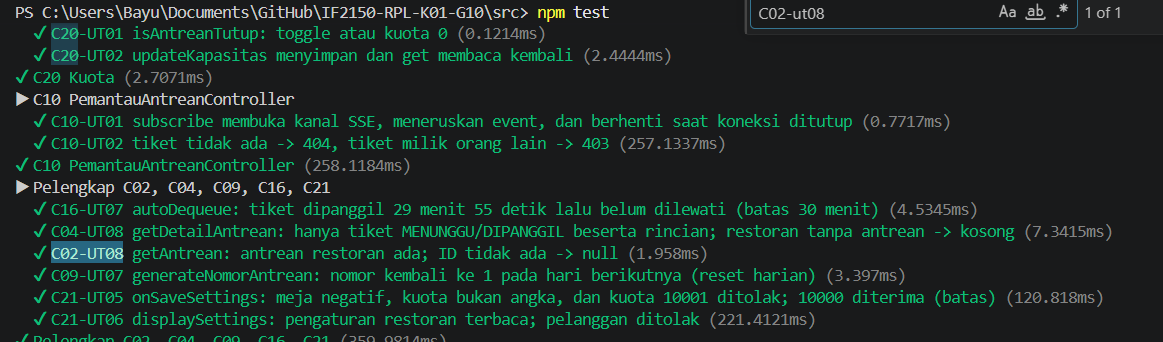 PS C:\Users\Bayu\Documents\GitHub\IF2150-RPL-K01-G10\src> npm test
C02-ut08 Aa ab .* 1 of 1
✓ C20-UT01 isAntreanTutup: toggle atau kuota 0 (0.1214ms)
✓ C20-UT02 updateKapasitas menyimpan dan get membaca kembali (2.4444ms)
✓ C20 Kuota (2.7071ms)
▶ C10 PemantauAntreanController
✓ C10-UT01 subscribe membuka kanal SSE, meneruskan event, dan berhenti saat koneksi ditutup (0.7717ms)
✓ C10-UT02 tiket tidak ada -> 404, tiket milik orang lain -> 403 (257.1337ms)
✓ C10 PemantauAntreanController (258.1184ms)
▶ Pelengkap C02, C04, C09, C16, C21
✓ C16-UT07 autoDequeue: tiket dipanggil 29 menit 55 detik lalu belum dilewati (batas 30 menit) (4.5345ms)
✓ C04-UT08 getDetailAntrean: hanya tiket MENUNGGU/DIPANGGIL beserta rincian; restoran tanpa antrean -> kosong (7.3415ms)
✓ C02-UT08 getAntrean: antrean restoran ada; ID tidak ada -> null (1.958ms)
✓ C09-UT07 generateNomorAntrean: nomor kembali ke 1 pada hari berikutnya (reset harian) (3.397ms)
✓ C21-UT05 onSaveSettings: meja negatif, kuota bukan angka, dan kuota 10001 ditolak; 10000 diterima (batas) (120.818ms)
✓ C21-UT06 displaySettings: pengaturan restoran terbaca; pelanggan ditolak (221.4121ms)
✓ Pelengkap C02, C04, C09, C16, C21 (359.9814ms)